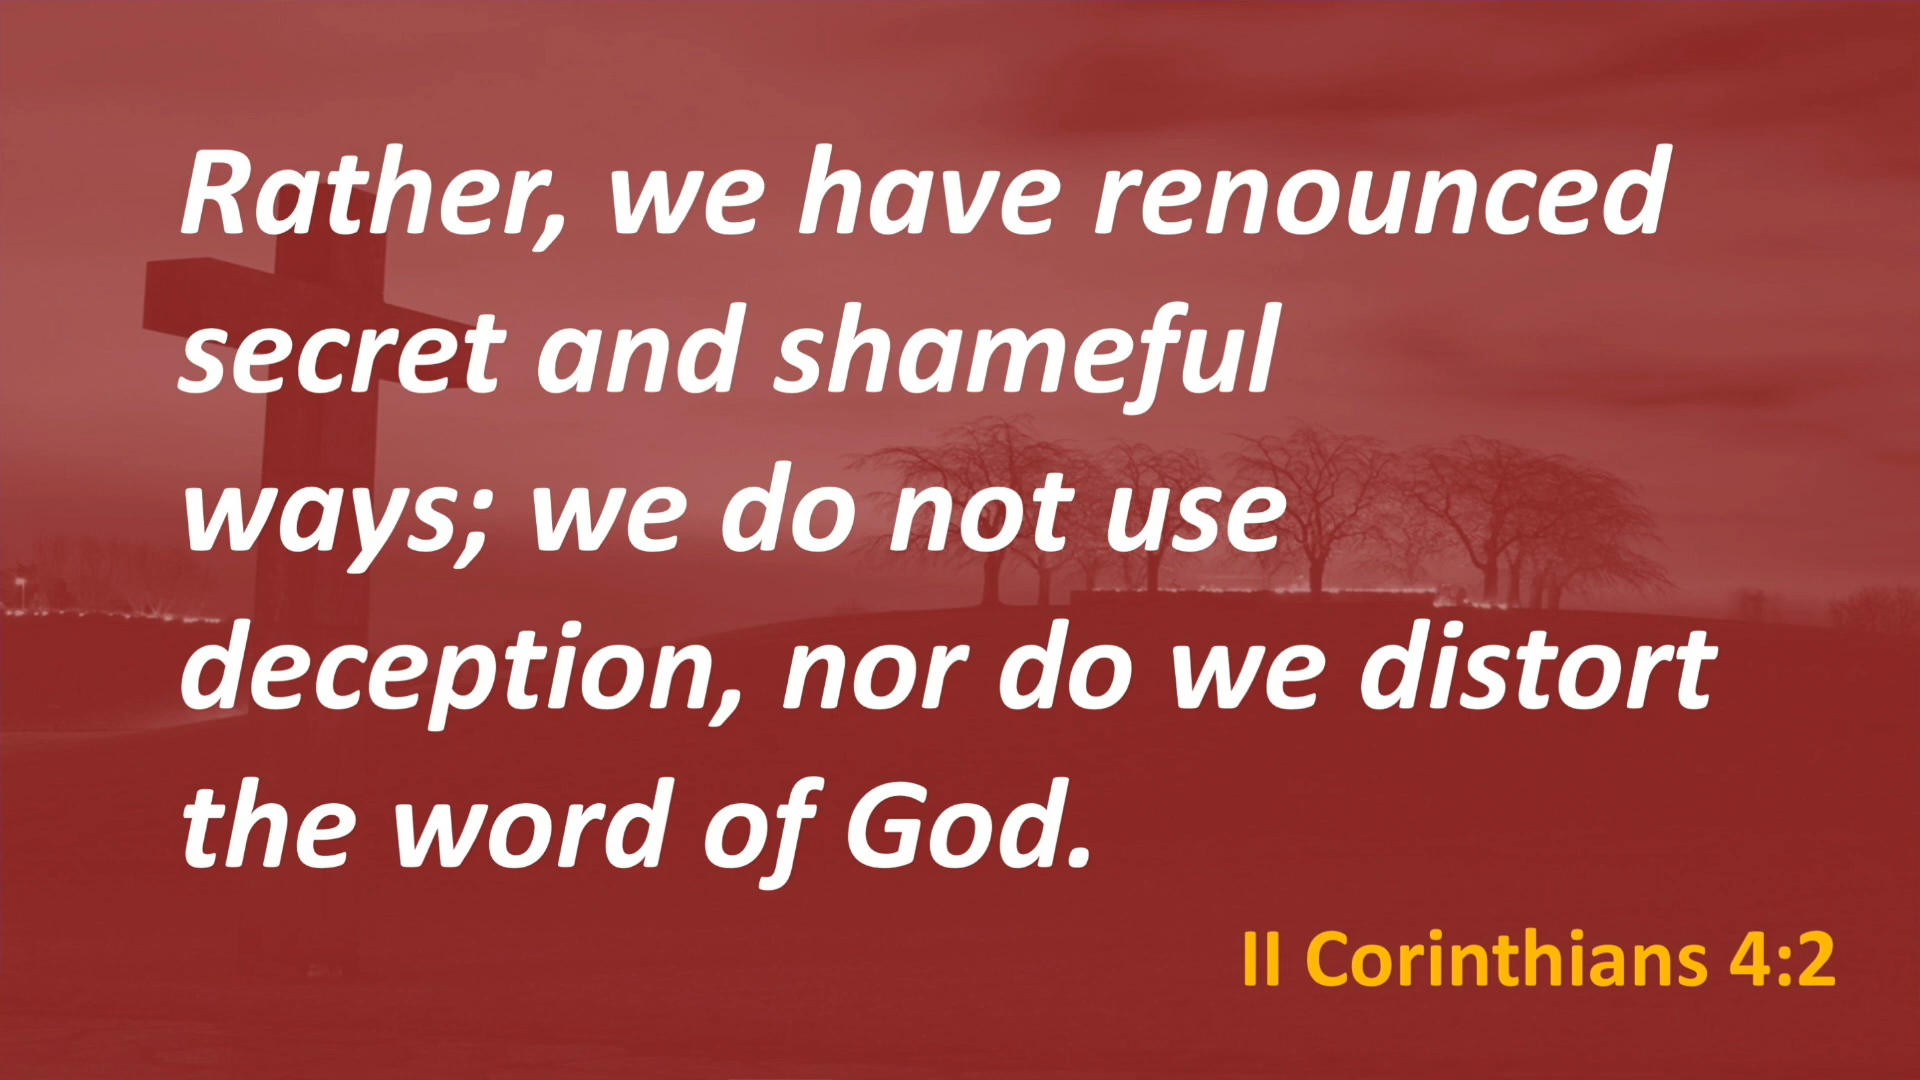 Rather, we have renounced
secret and shameful
ways; we do not use
deception, nor do we distort
the word of God.
II Corinthians 4:2